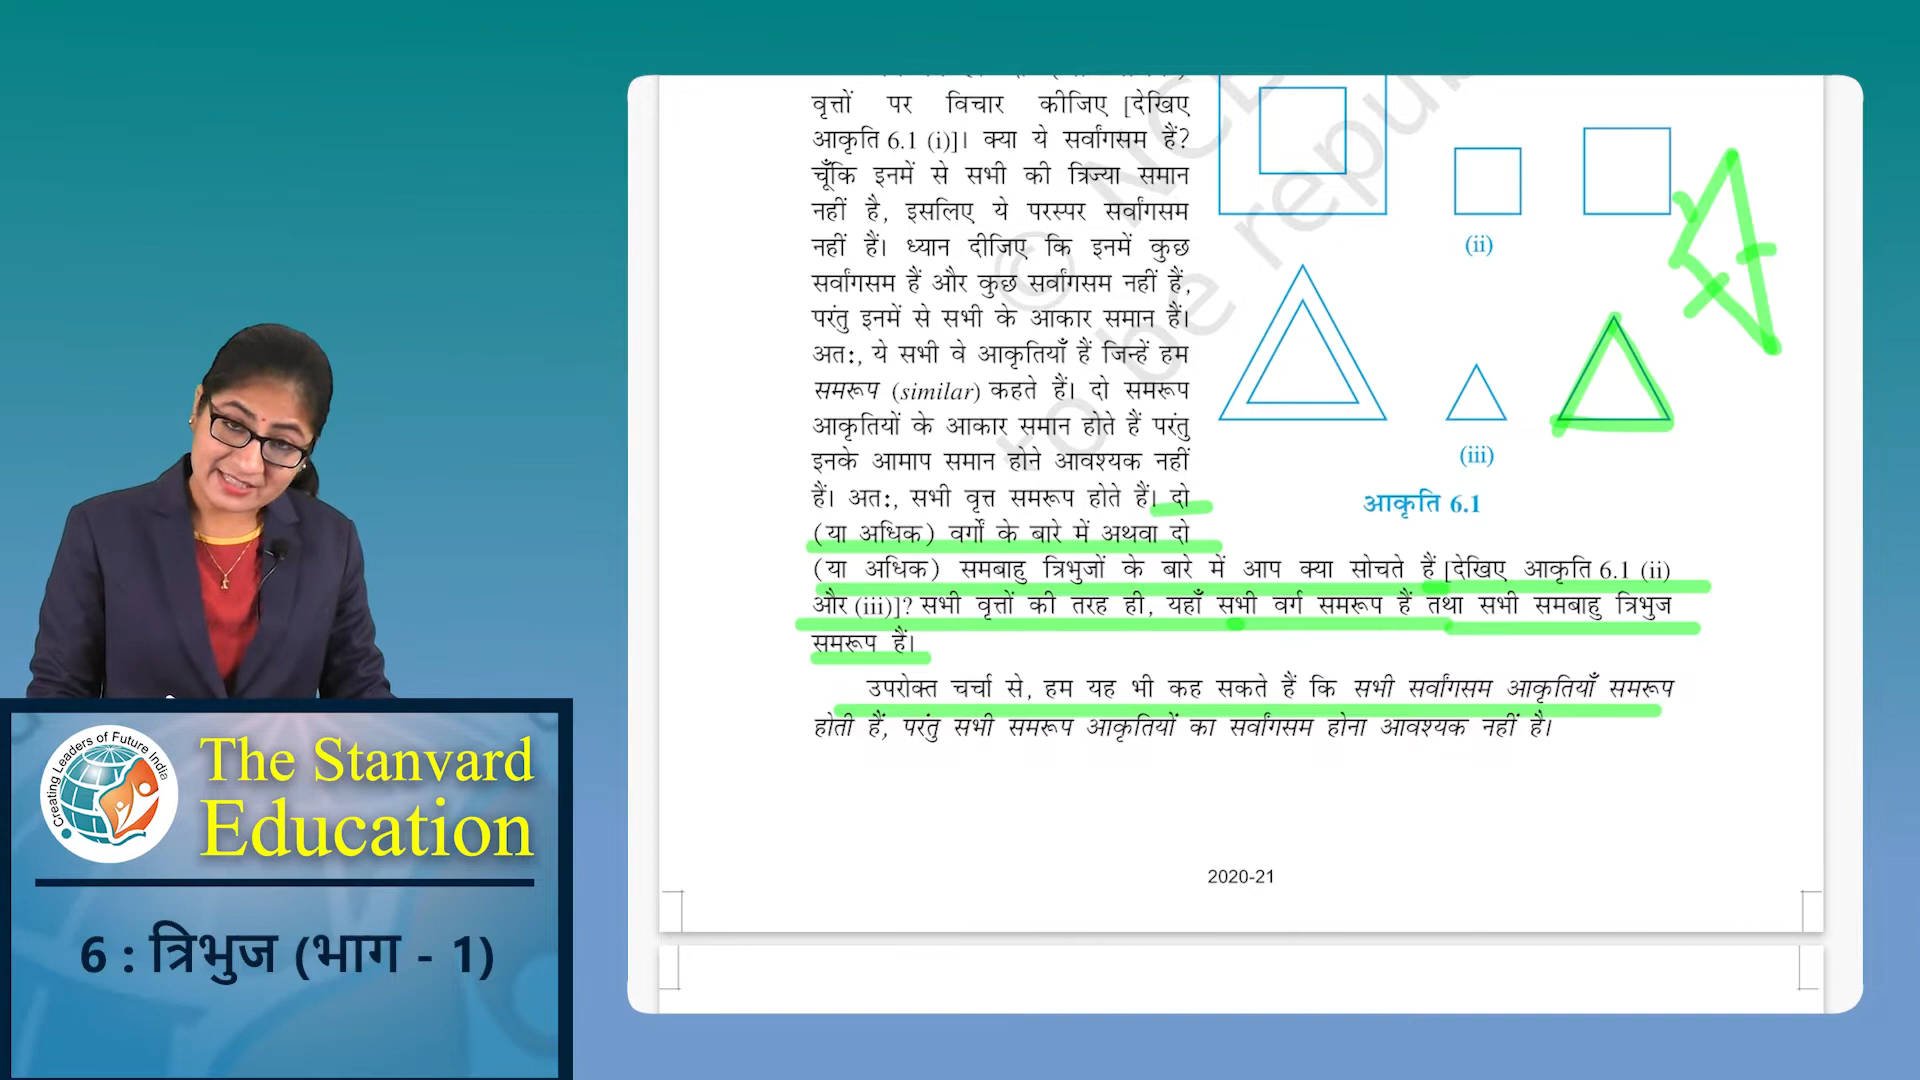 वृत्तों पर विचार कीजिए [देखिए
आकृति 6.1 (i)]। क्या ये सर्वांगसम हैं?
चूँकि इनमें से सभी की त्रिज्या समान
नहीं है, इसलिए ये परस्पर सर्वांगसम
नहीं हैं। ध्यान दीजिए कि इनमें कुछ
सर्वांगसम हैं और कुछ सर्वांगसम नहीं हैं,
परंतु इनमें से सभी के आकार समान हैं।
अत:, ये सभी वे आकृतियाँ हैं जिन्हें हम
समरूप (similar) कहते हैं। दो समरूप
आकृतियों के आकार समान होते हैं परंतु
इनके आमाप समान होने आवश्यक नहीं
हैं। अत:, सभी वृत्त समरूप होते हैं। दो
(या अधिक) वर्गों के बारे में अथवा दो
(या अधिक) समबाहु त्रिभुजों के बारे में आप क्या सोचते हैं [देखिए आकृति 6.1 (ii)
और (iii)]? सभी वृत्तों की तरह ही, यहाँ सभी वर्ग समरूप हैं तथा सभी समबाहु त्रिभुज
समरूप हैं।
उपरोक्त चर्चा से, हम यह भी कह सकते हैं कि सभी सर्वांगसम आकृतियाँ समरूप
होती हैं, परंतु सभी समरूप आकृतियों का सर्वांगसम होना आवश्यक नहीं है।
(ii)
(iii)
आकृति 6.1
2020-21
to be republ
Creating Leaders of Future India
The Stanvard
Education
6 : त्रिभुज (भाग - 1)